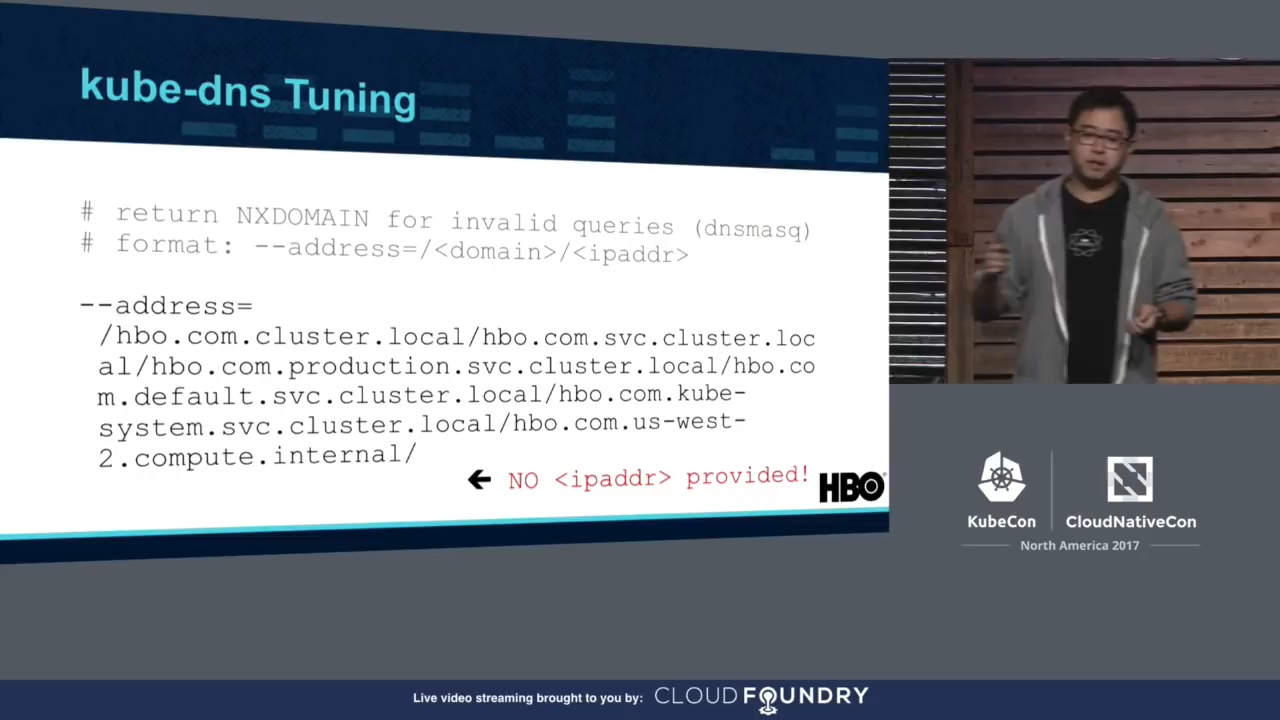 kube-dns Tuning
# return NXDOMAIN for invalid queries (dnsmasq)
# format: --address=/<domain>/<ipaddr>
--address=
/hbo.com.cluster.local/hbo.com.svc.cluster.loc
al/hbo.com.production.svc.cluster.local/hbo.co
m.default.svc.cluster.local/hbo.com.kube-
system.svc.cluster.local/hbo.com.us-west-
2.compute.internal/
← NO <ipaddr> provided!
HBO
KubeCon
CloudNativeCon
North America 2017
Live video streaming brought to you by: CLOUD FOUNDRY